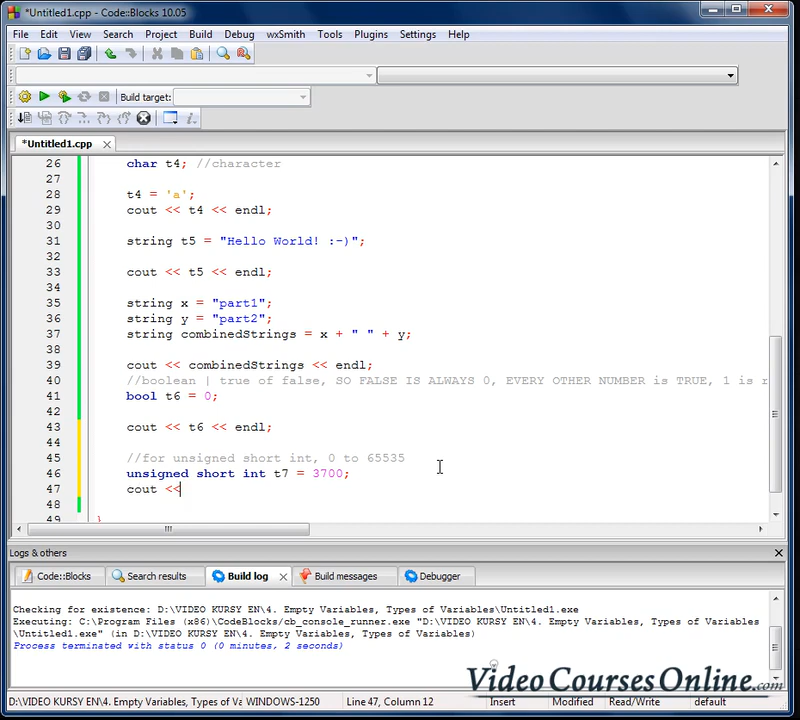 *Untitled1.cpp - Code::Blocks 10.05
File Edit View Search Project Build Debug wxSmith Tools Plugins Settings Help
Build target:
*Untitled1.cpp
26 char t4; //character
27
28 t4 = 'a';
29 cout << t4 << endl;
30
31 string t5 = "Hello World! :-)";
32
33 cout << t5 << endl;
34
35 string x = "part1";
36 string y = "part2";
37 string combinedStrings = x + " " + y;
38
39 cout << combinedStrings << endl;
40 //boolean | true of false, SO FALSE IS ALWAYS 0, EVERY OTHER NUMBER is TRUE, 1 is r
41 bool t6 = 0;
42
43 cout << t6 << endl;
44
45 //for unsigned short int, 0 to 65535
46 unsigned short int t7 = 3700;
47 cout <<
48
49 }
Logs & others
Code::Blocks Search results Build log Build messages Debugger
Checking for existence: D:\VIDEO KURSY EN\4. Empty Variables, Types of Variables\Untitled1.exe
Executing: C:\Program Files (x86)\CodeBlocks/cb_console_runner.exe "D:\VIDEO KURSY EN\4. Empty Variables, Types of Variables
\Untitled1.exe" (in D:\VIDEO KURSY EN\4. Empty Variables, Types of Variables)
Process terminated with status 0 (0 minutes, 2 seconds)
VideoCoursesOnline.com
D:\VIDEO KURSY EN\4. Empty Variables, Types of Va WINDOWS-1250 Line 47, Column 12 Insert Modified Read/Write default